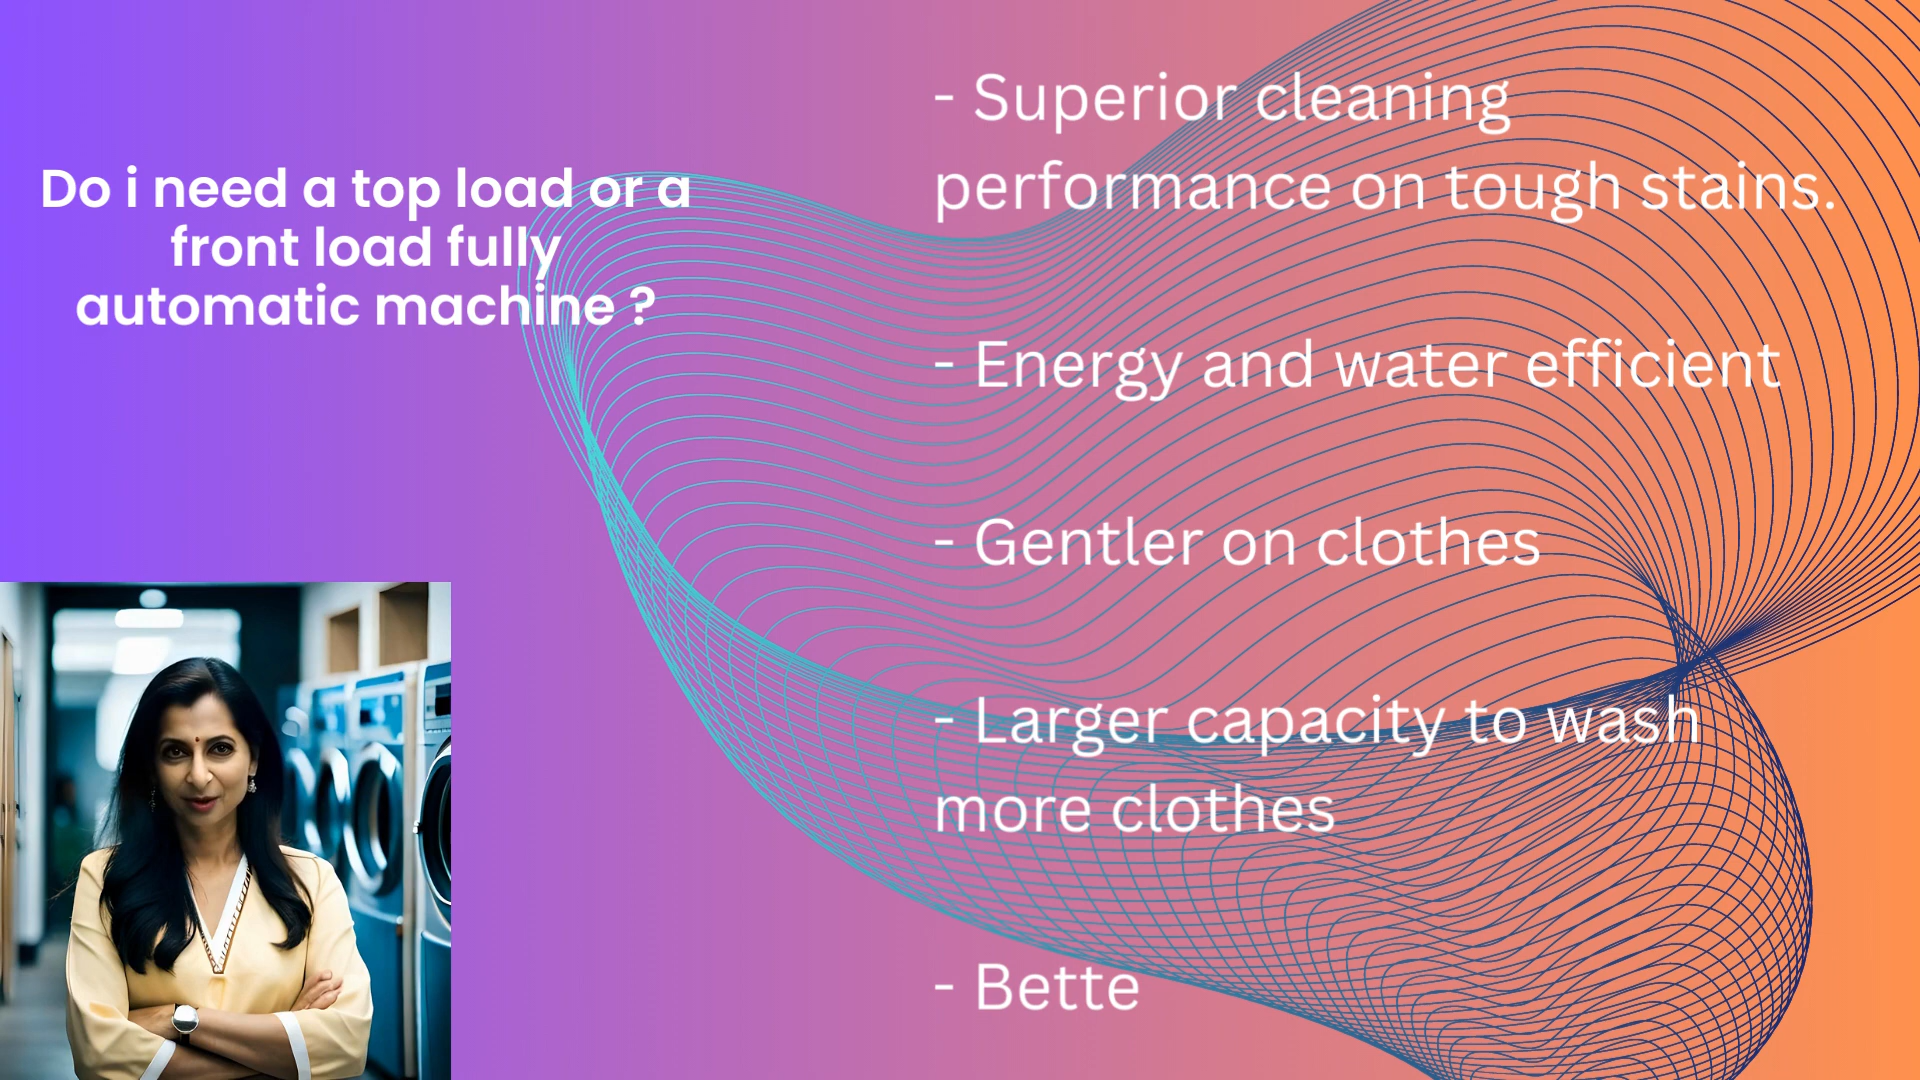 Do i need a top load or a
front load fully
automatic machine ?
- Superior cleaning
performance on tough stains.
- Energy and water efficient
- Gentler on clothes
- Larger capacity to wash
more clothes
- Bette